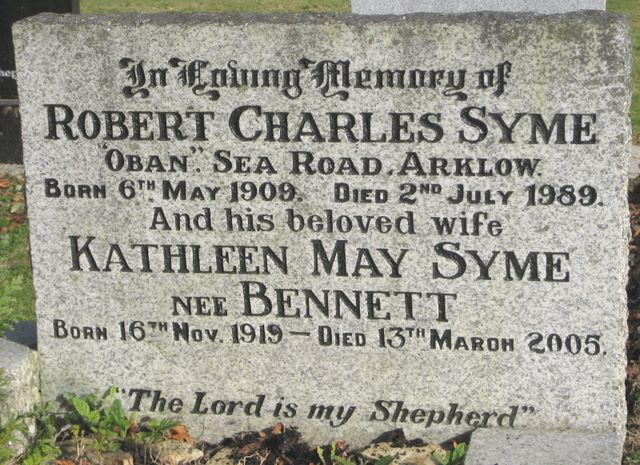 In Loving Memory of
ROBERT CHARLES SYME
"OBAN". SEA ROAD. ARKLOW.
BORN 6TH MAY 1909. DIED 2ND JULY 1989.
And his beloved wife
KATHLEEN MAY SYME
NEE BENNETT
BORN 16TH NOV. 1919 – DIED 13TH MARCH 2005.
"The Lord is my Shepherd"